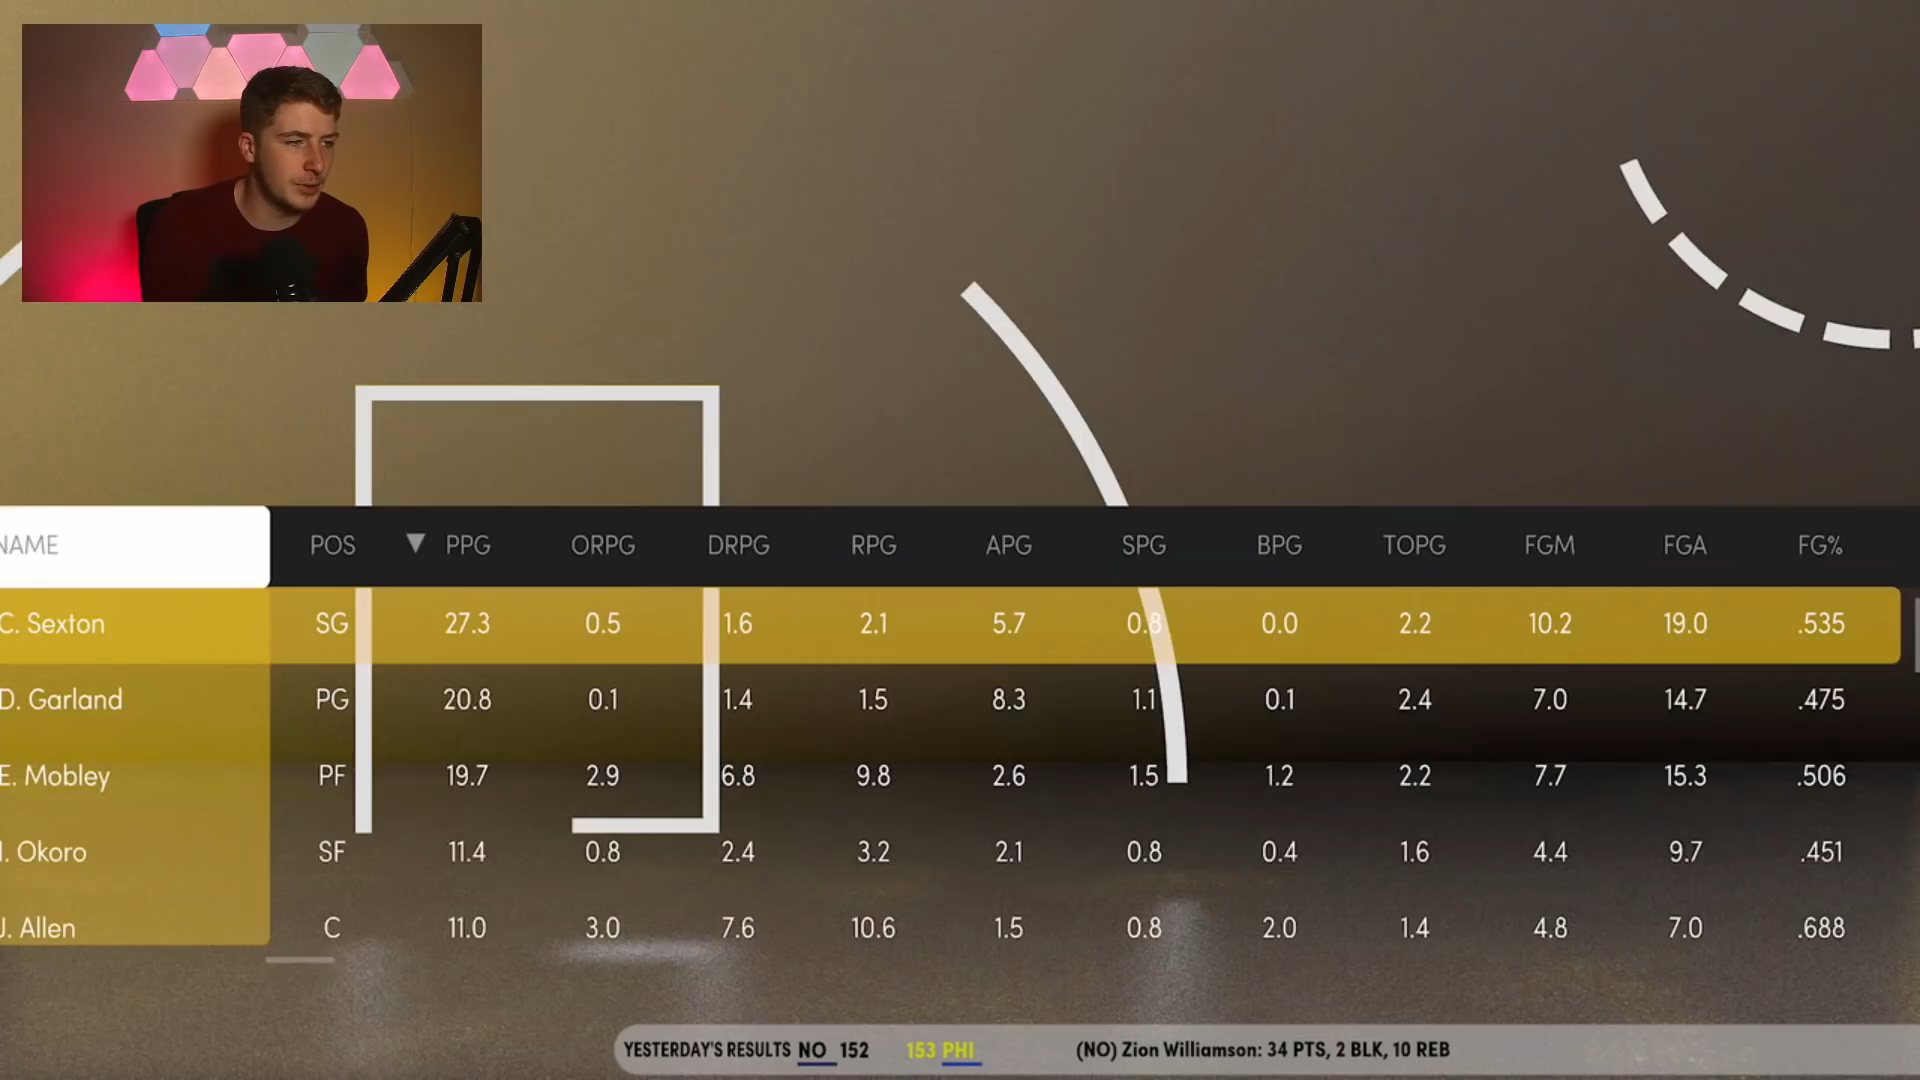 NAME POS ▼ PPG ORPG DRPG RPG APG SPG BPG TOPG FGM FGA FG%
C. Sexton SG 27.3 0.5 1.6 2.1 5.7 0.8 0.0 2.2 10.2 19.0 .535
D. Garland PG 20.8 0.1 1.4 1.5 8.3 1.1 0.1 2.4 7.0 14.7 .475
E. Mobley PF 19.7 2.9 6.8 9.8 2.6 1.5 1.2 2.2 7.7 15.3 .506
I. Okoro SF 11.4 0.8 2.4 3.2 2.1 0.8 0.4 1.6 4.4 9.7 .451
J. Allen C 11.0 3.0 7.6 10.6 1.5 0.8 2.0 1.4 4.8 7.0 .688
YESTERDAY'S RESULTS NO 152 153 PHI (NO) Zion Williamson: 34 PTS, 2 BLK, 10 REB